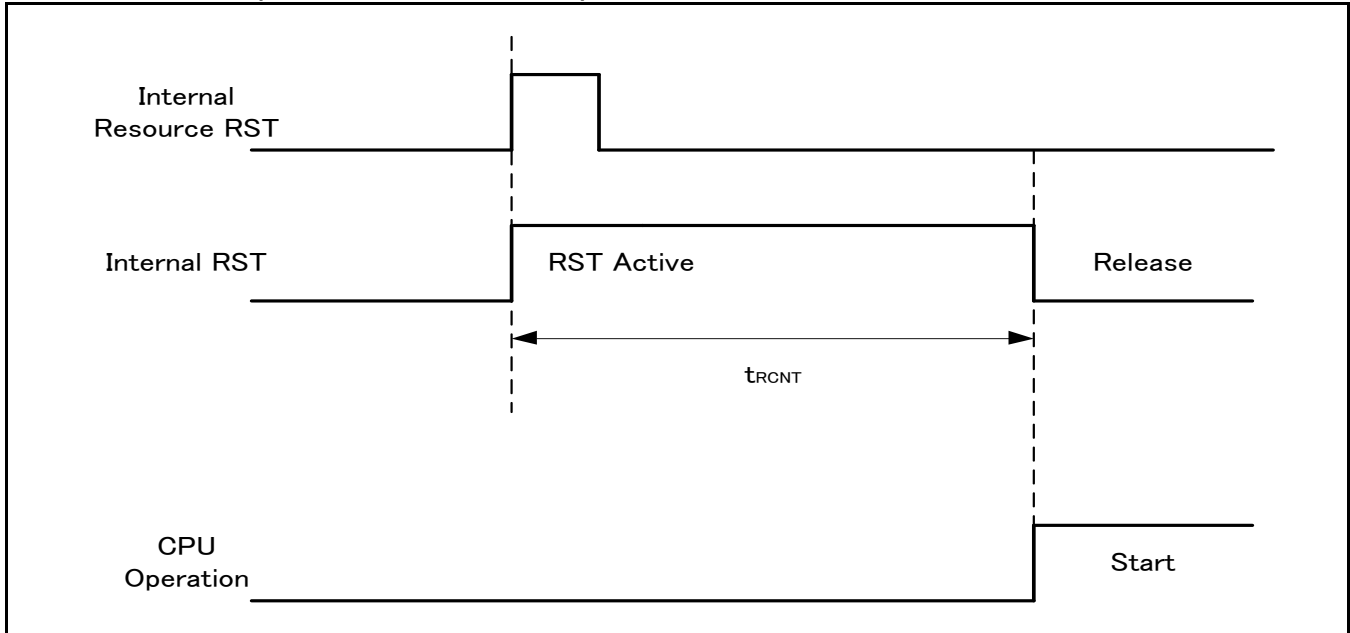 Internal
Resource RST
Internal RST
RST Active
Release
tRCNT
CPU
Operation
Start